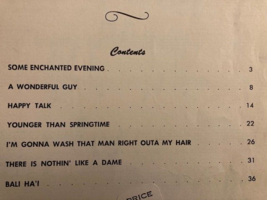 Contents
SOME ENCHANTED EVENING . . . . . . . . . . 3
A WONDERFUL GUY . . . . . . . . . . . 8
HAPPY TALK . . . . . . . . . . . . . 14
YOUNGER THAN SPRINGTIME . . . . . . . . . 22
I'M GONNA WASH THAT MAN RIGHT OUTA MY HAIR . . . 26
THERE IS NOTHIN' LIKE A DAME . . . . . . . . 31
BALI HA'I . . . . . . . . . . . . . 36
PRICE